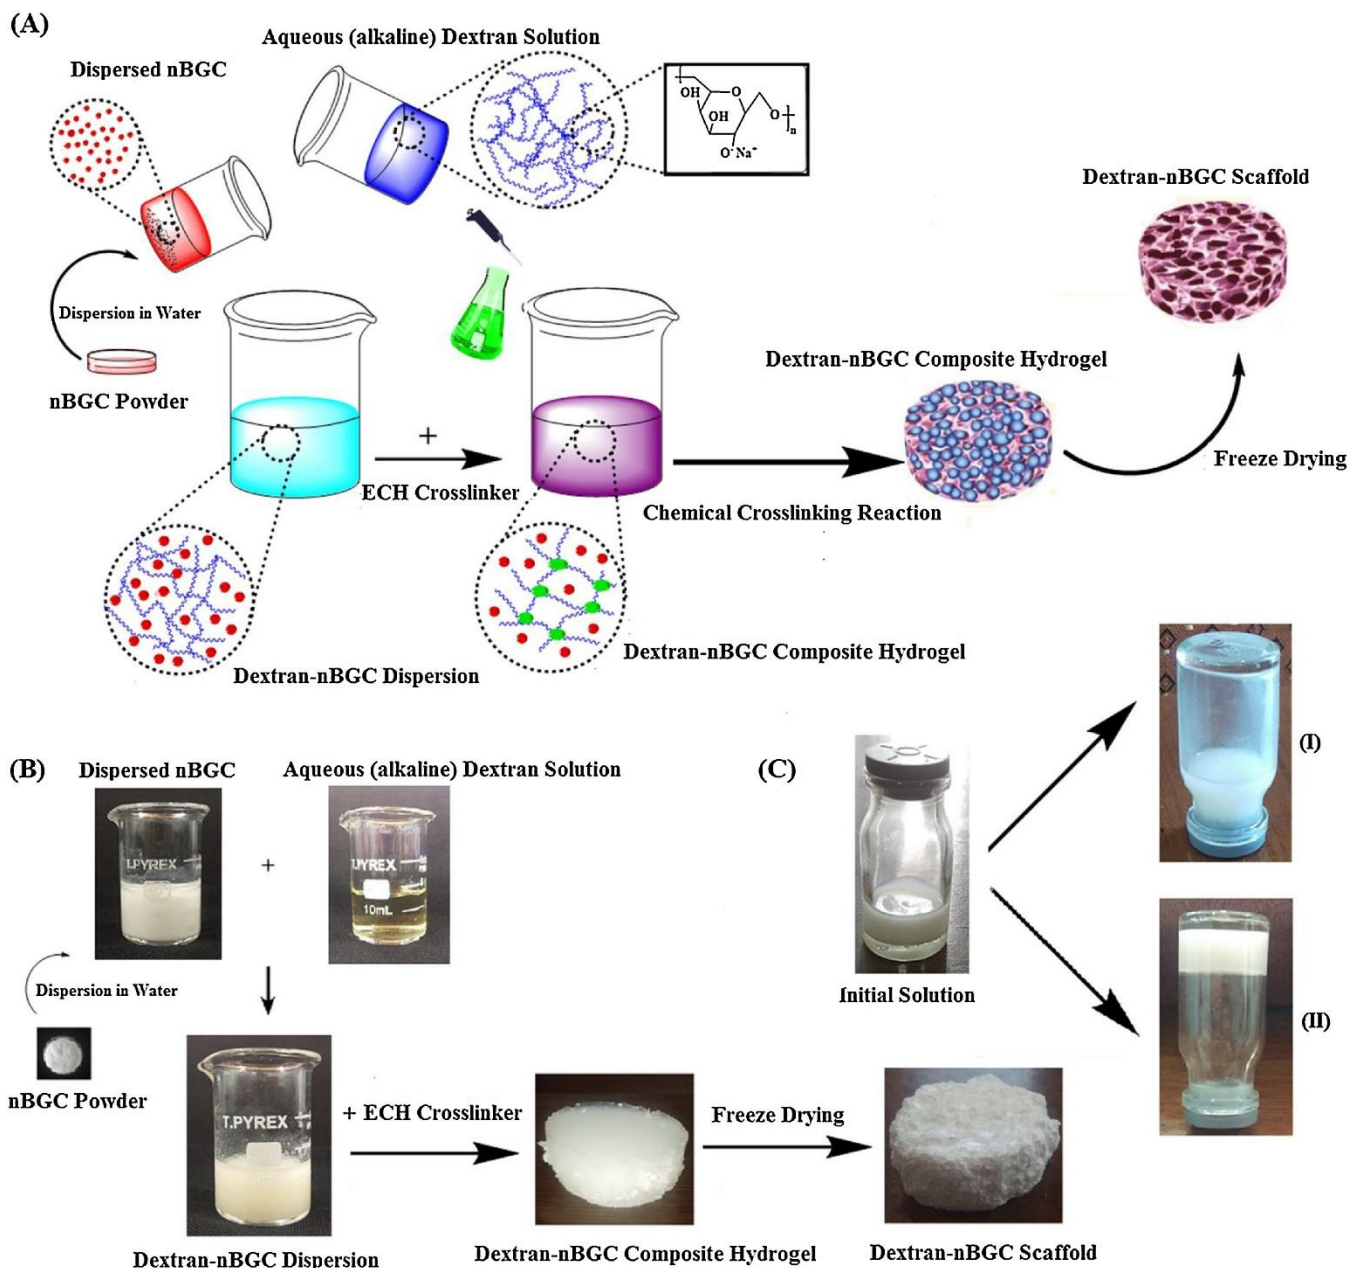 (A)
Aqueous (alkaline) Dextran Solution
Dispersed nBGC
OH
O
OH
O
n
O⁻Na⁺
Dextran-nBGC Scaffold
Dispersion in Water
nBGC Powder
+
ECH Crosslinker
Dextran-nBGC Composite Hydrogel
Chemical Crosslinking Reaction
Freeze Drying
Dextran-nBGC Dispersion
Dextran-nBGC Composite Hydrogel
(B)
Dispersed nBGC
Aqueous (alkaline) Dextran Solution
T.PYREX
+
T.PYREX
10mL
Dispersion in Water
nBGC Powder
T.PYREX
Dextran-nBGC Dispersion
+ ECH Crosslinker
Dextran-nBGC Composite Hydrogel
Freeze Drying
Dextran-nBGC Scaffold
(C)
Initial Solution
(I)
(II)